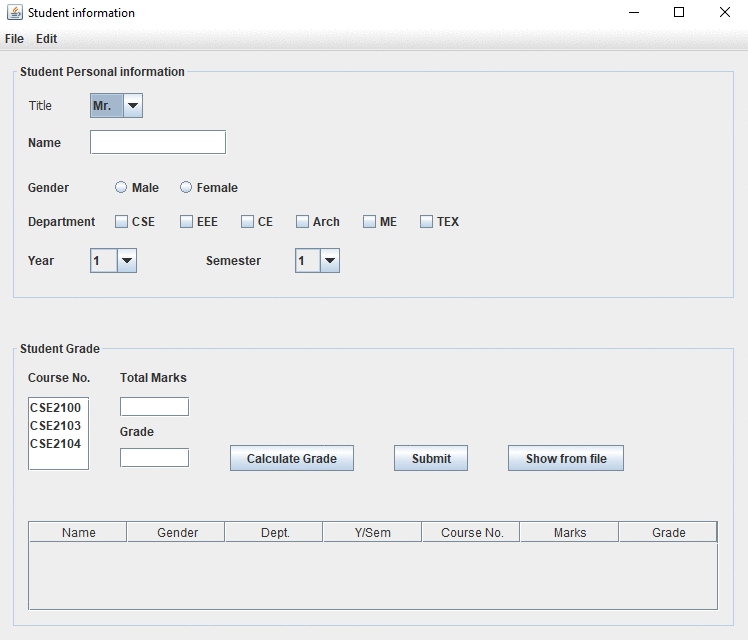 Student information
File Edit
Student Personal information
Title Mr.
Name
Gender Male Female
Department CSE EEE CE Arch ME TEX
Year 1 Semester 1
Student Grade
Course No. Total Marks
CSE2100
CSE2103
Grade
CSE2104
Calculate Grade Submit Show from file
Name Gender Dept. Y/Sem Course No. Marks Grade